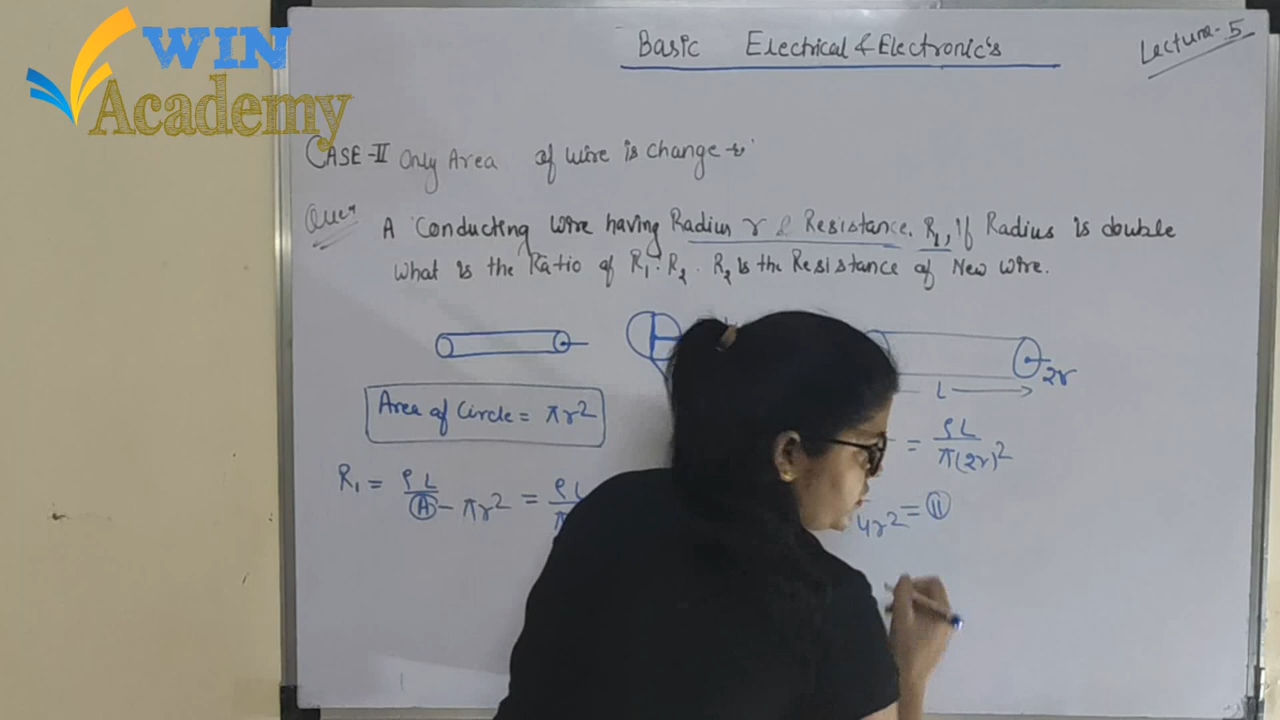 WIN
Academy
Basic Electrical & Electronic's
Lecture-5
CASE-II Only Area of wire is change
Que:
A Conducting wire having Radius r & Resistance. R₁, If Radius is double
What is the Ratio of R₁:R₂. R₂ is the Resistance of New wire.
2r
L
Area of Circle = πr²
= ρL / π(2r)²
R₁ = ρL / A - πr² = ρL
4r² = II